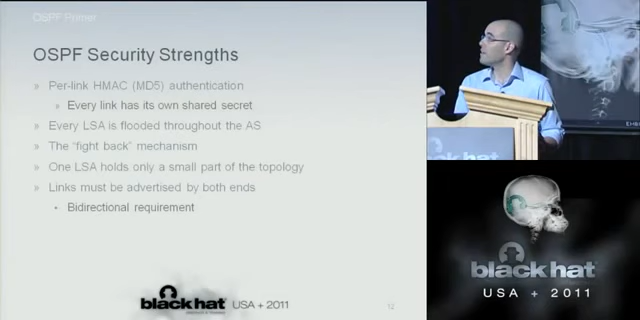 OSPF Primer
OSPF Security Strengths
» Per-link HMAC (MD5) authentication
» Every link has its own shared secret
» Every LSA is flooded throughout the AS
» The "fight back" mechanism
» One LSA holds only a small part of the topology
» Links must be advertised by both ends
• Bidirectional requirement
black hat USA + 2011
12
black hat
black hat
USA + 2011